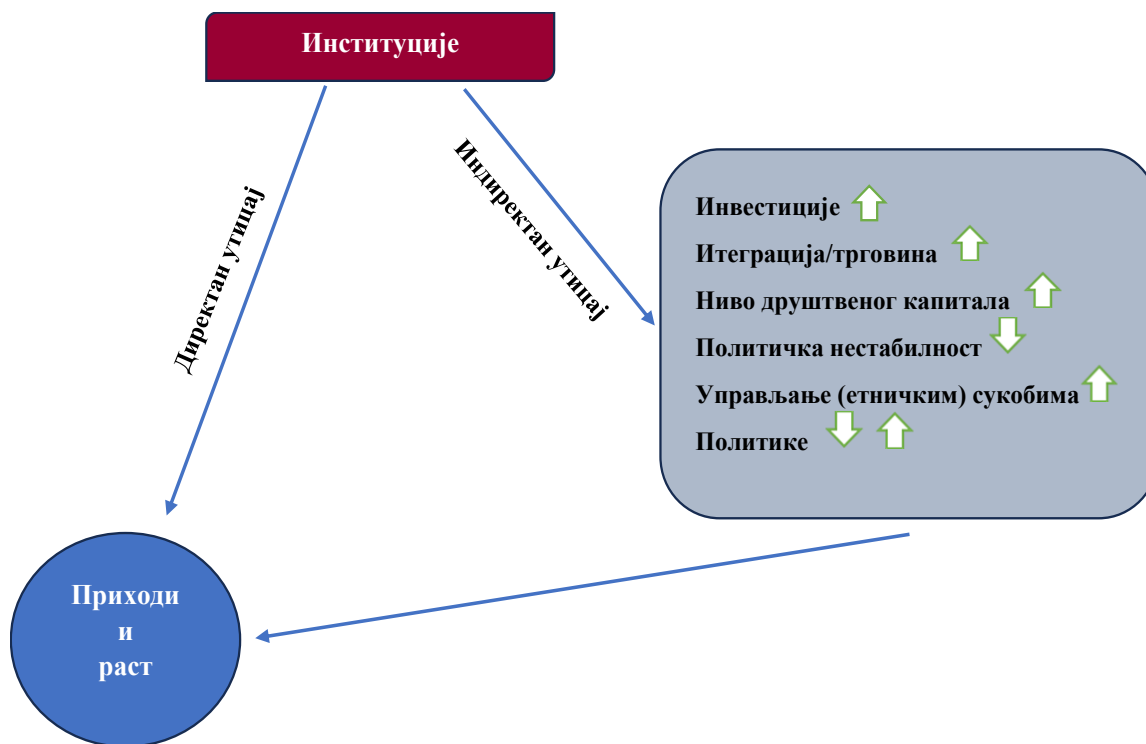 Институције
Директан утицај
Индиректан утицај
Инвестиције
Итеграција/трговина
Ниво друштвеног капитала
Политичка нестабилност
Управљање (етничким) сукобима
Политике
Приходи
и
раст